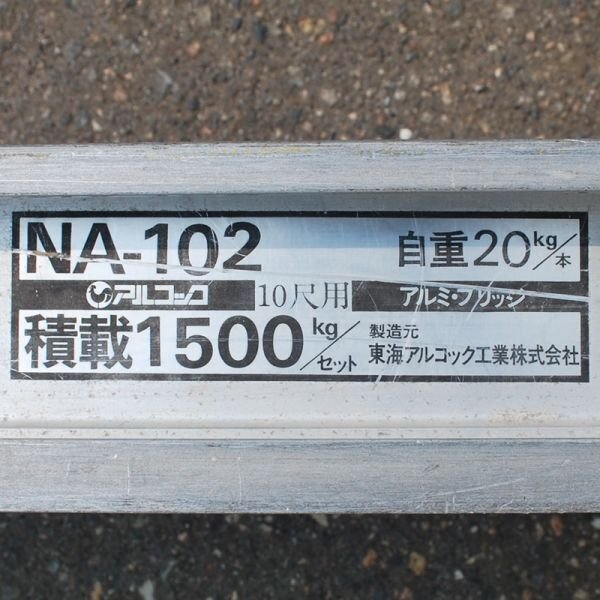 NA-102 自重20kg/本
アルコック 10尺用 アルミ・ブリッジ
積載1500kg/セット 製造元
東海アルコック工業株式会社